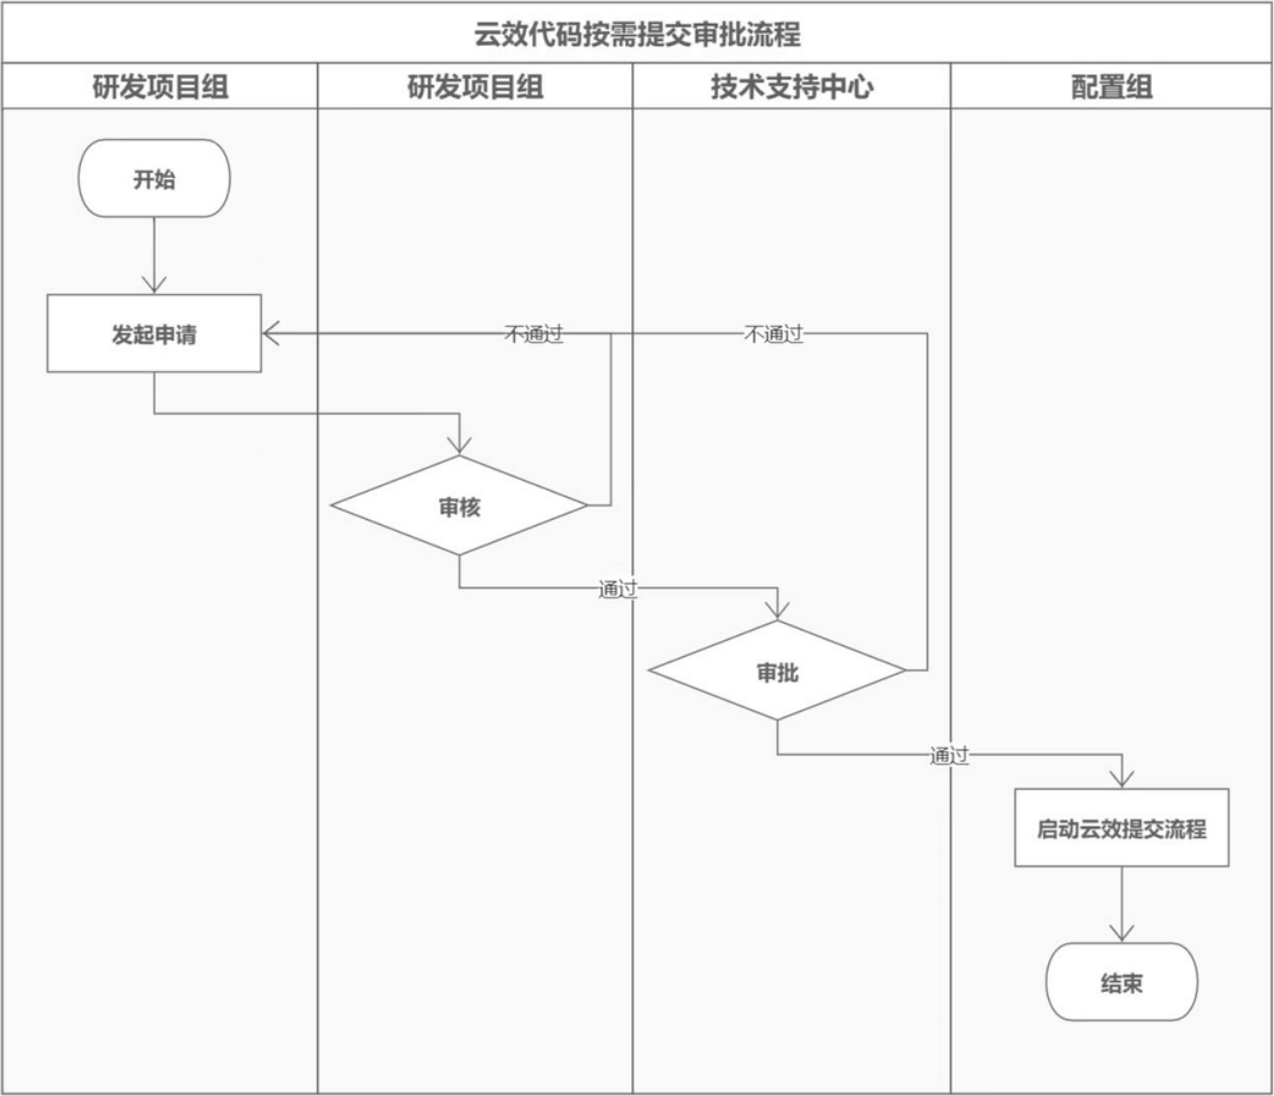 云效代码按需提交审批流程
研发项目组
研发项目组
技术支持中心
配置组
开始
发起申请
不通过
不通过
审核
通过
审批
通过
启动云效提交流程
结束